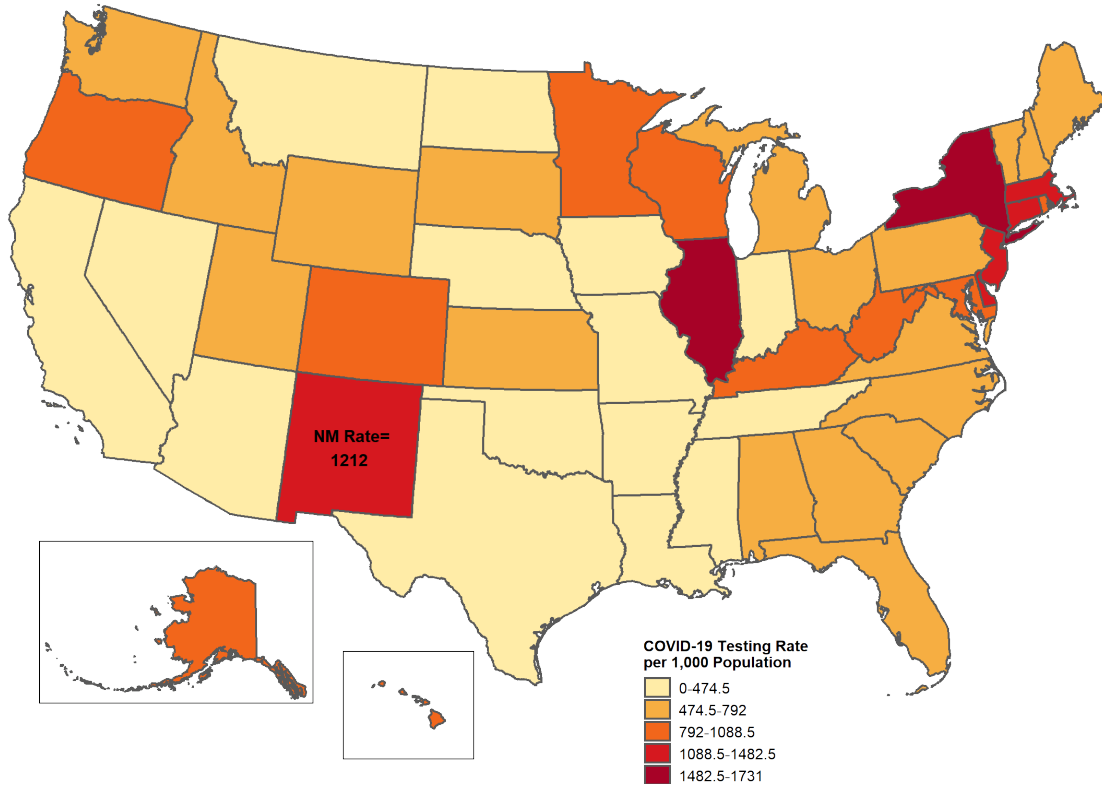 NM Rate=
1212
COVID-19 Testing Rate
per 1,000 Population
0-474.5
474.5-792
792-1088.5
1088.5-1482.5
1482.5-1731